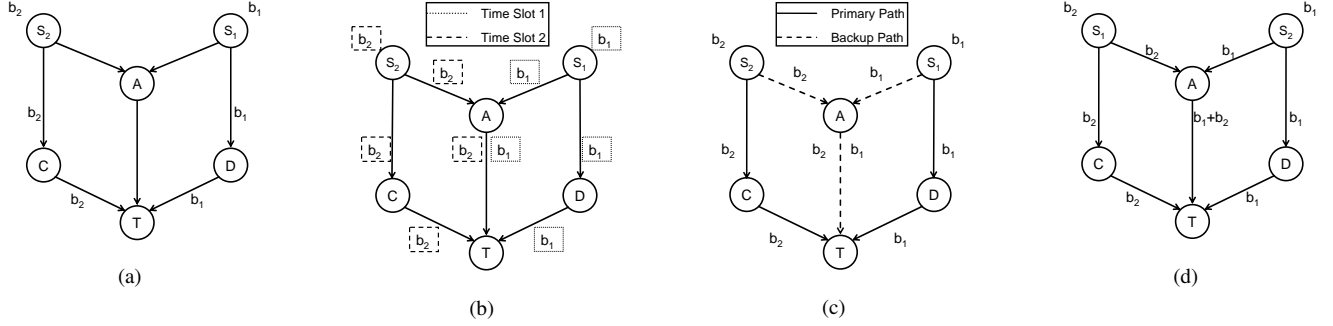 b2 b1
S2 S1
A
b2 b1
C D
b2 b1
T
(a)
Time Slot 1
Time Slot 2
b2 b1
S2 S1
b2 b1
A
b2 b2 b1 b1
C D
b2 b1
T
(b)
Primary Path
Backup Path
b2 b1
S2 S1
b2 b1
A
b2 b2 b1 b1
C D
b2 b1
T
(c)
b2 b1
S1 S2
b2 b1
A
b1+b2
b2 b1
C D
b2 b1
T
(d)